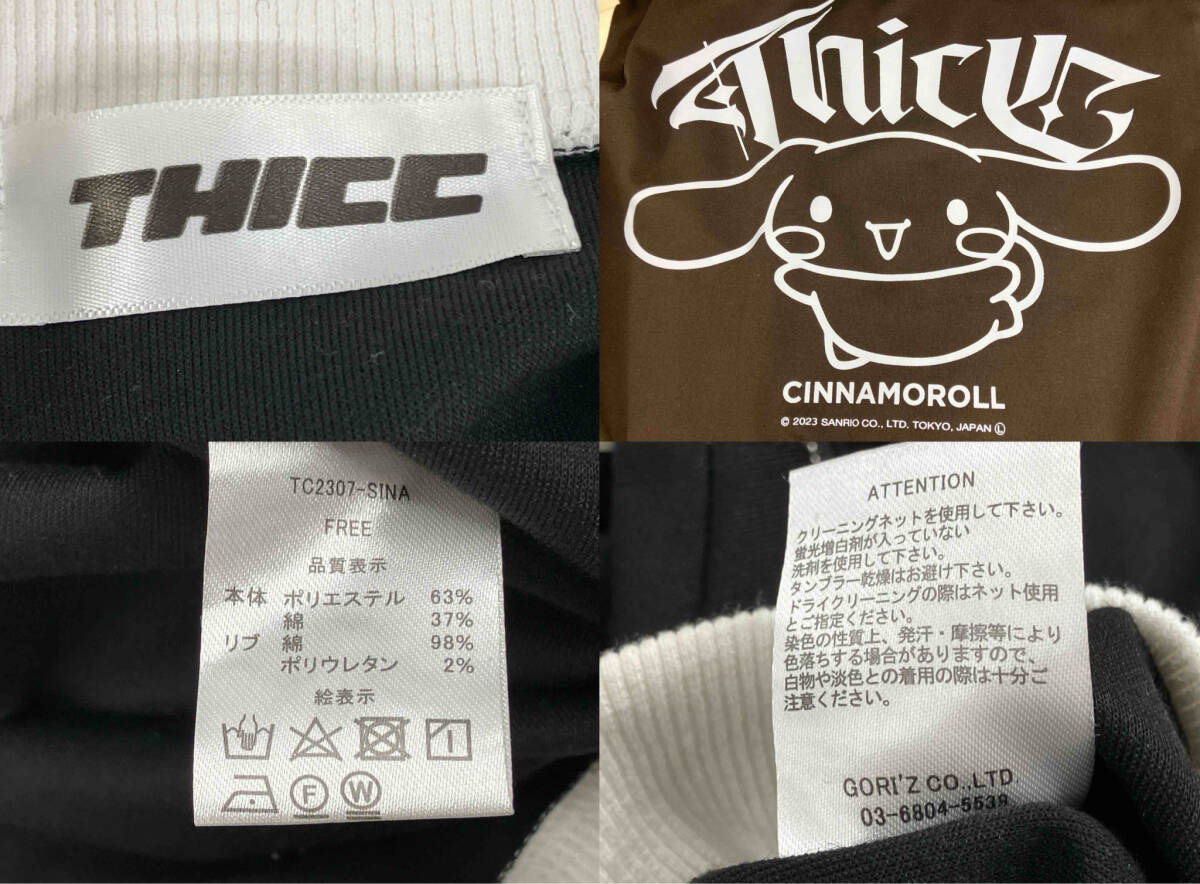 THICC
Thicc
CINNAMOROLL
© 2023 SANRIO CO., LTD. TOKYO, JAPAN Ⓛ
TC2307-SINA
FREE
品質表示
本体 ポリエステル 63%
綿 37%
リブ 綿 98%
ポリウレタン 2%
絵表示
F W
ATTENTION
クリーニングネットを使用して下さい。
蛍光増白剤が入っていない
洗剤を使用して下さい。
タンブラー乾燥はお避け下さい。
ドライクリーニングの際はネット使用
とご指定ください。
染色の性質上、発汗・摩擦等により
色落ちする場合がありますので、
白物や淡色との着用の際は十分ご
注意ください。
GORI'Z CO.,LTD
03-6804-5538